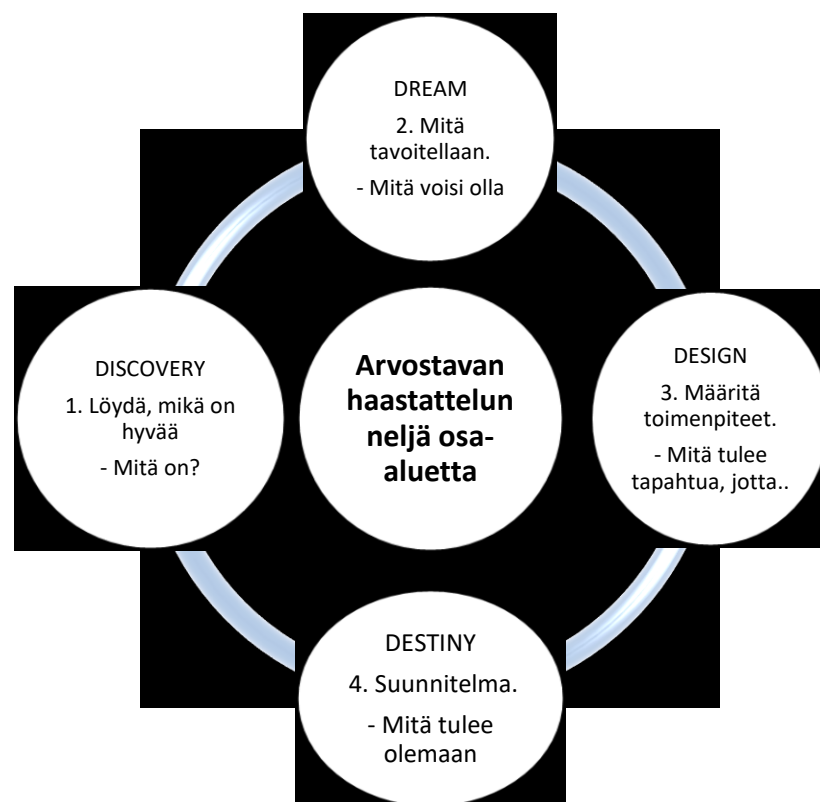 DREAM
2. Mitä
tavoitellaan.
- Mitä voisi olla
DISCOVERY
1. Löydä, mikä on
hyvää
- Mitä on?
Arvostavan
haastattelun
neljä osa-
aluetta
DESIGN
3. Määritä
toimenpiteet.
- Mitä tulee
tapahtua, jotta..
DESTINY
4. Suunnitelma.
- Mitä tulee
olemaan